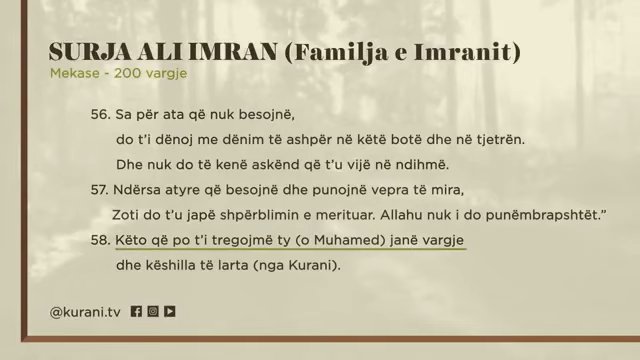 SURJA ALI IMRAN (Familja e Imranit)
Mekase - 200 vargje
56. Sa për ata që nuk besojnë,
do t’i dënoj me dënim të ashpër në këtë botë dhe në tjetrën.
Dhe nuk do të kenë askënd që t’u vijë në ndihmë.
57. Ndërsa atyre që besojnë dhe punojnë vepra të mira,
Zoti do t’u japë shpërblimin e merituar. Allahu nuk i do punëmbrapshtët.”
58. Këto që po t’i tregojmë ty (o Muhamed) janë vargje
dhe këshilla të larta (nga Kurani).
@kurani.tv